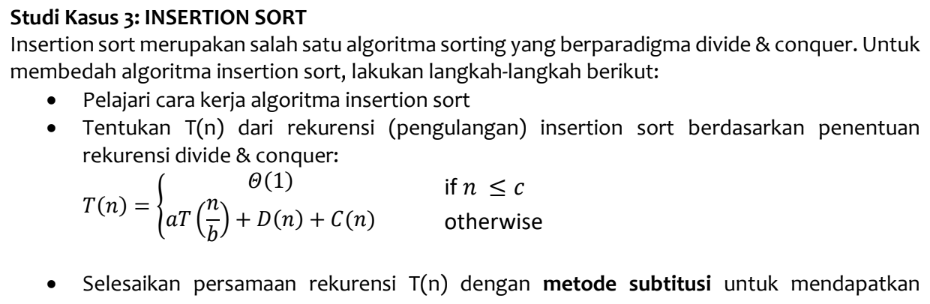 Studi Kasus 3: INSERTION SORT
Insertion sort merupakan salah satu algoritma sorting yang berparadigma divide & conquer. Untuk
membedah algoritma insertion sort, lakukan langkah-langkah berikut:
• Pelajari cara kerja algoritma insertion sort
• Tentukan T(n) dari rekurensi (pengulangan) insertion sort berdasarkan penentuan
rekurensi divide & conquer:
T(n) = { Θ(1) if n ≤ c
aT(n/b) + D(n) + C(n) otherwise
• Selesaikan persamaan rekurensi T(n) dengan metode subtitusi untuk mendapatkan